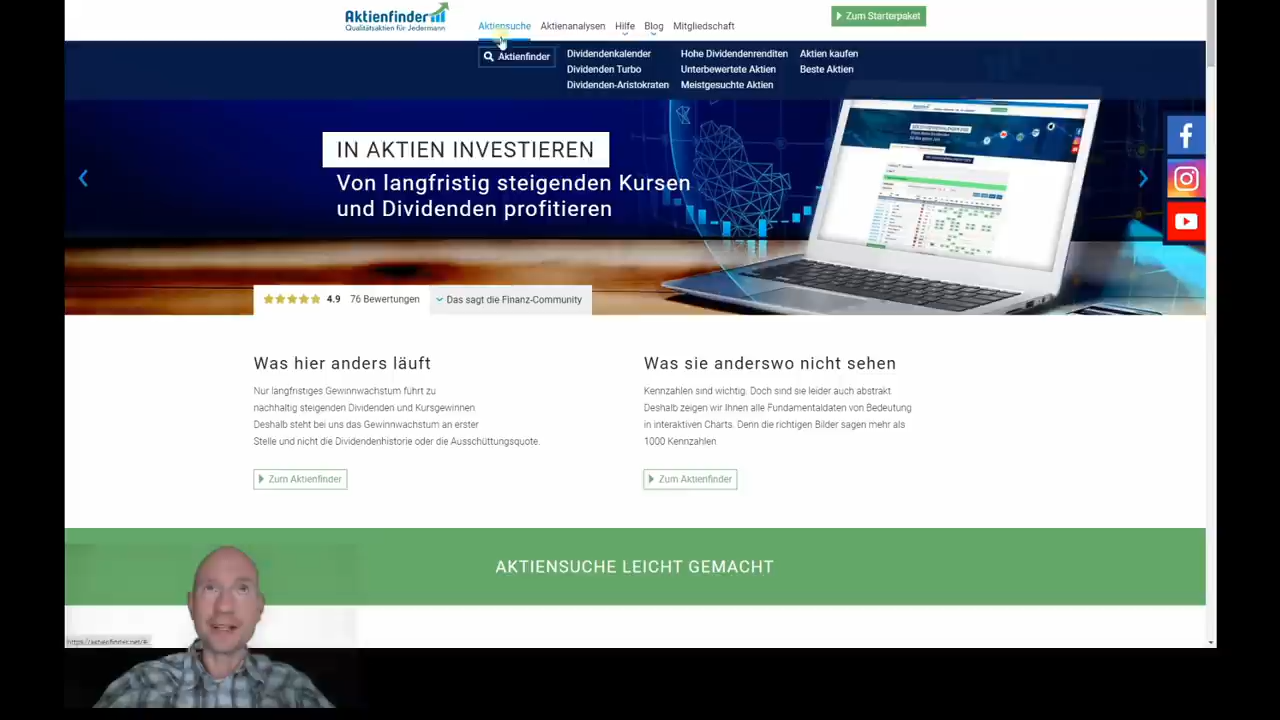 Aktienfinder
Qualitätsaktien für Jedermann
Aktiensuche Aktienanalysen Hilfe Blog Mitgliedschaft
Zum Starterpaket
Aktienfinder
Dividendenkalender Hohe Dividendenrenditen Aktien kaufen
Dividenden Turbo Unterbewertete Aktien Beste Aktien
Dividenden-Aristokraten Meistgesuchte Aktien
IN AKTIEN INVESTIEREN
Von langfristig steigenden Kursen
und Dividenden profitieren
4.9 76 Bewertungen Das sagt die Finanz-Community
Was hier anders läuft
Nur langfristiges Gewinnwachstum führt zu
nachhaltig steigenden Dividenden und Kursgewinnen
Deshalb steht bei uns das Gewinnwachstum an erster
Stelle und nicht die Dividendenhistorie oder die Ausschüttungsquote.
Zum Aktienfinder
Was sie anderswo nicht sehen
Kennzahlen sind wichtig. Doch sind sie leider auch abstrakt
Deshalb zeigen wir Ihnen alle Fundamentaldaten von Bedeutung
in interaktiven Charts. Denn die richtigen Bilder sagen mehr als
1000 Kennzahlen
Zum Aktienfinder
AKTIENSUCHE LEICHT GEMACHT
https://aktienfinder.net/#